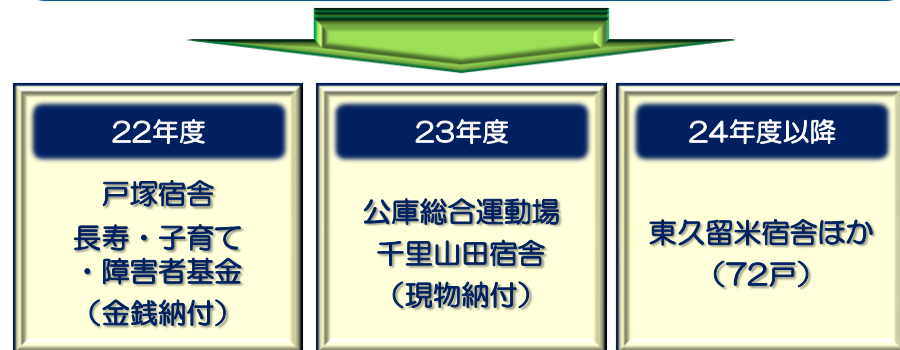 22年度
戸塚宿舎
長寿・子育て
・障害者基金
（金銭納付）
23年度
公庫総合運動場
千里山田宿舎
（現物納付）
24年度以降
東久留米宿舎ほか
（72戸）